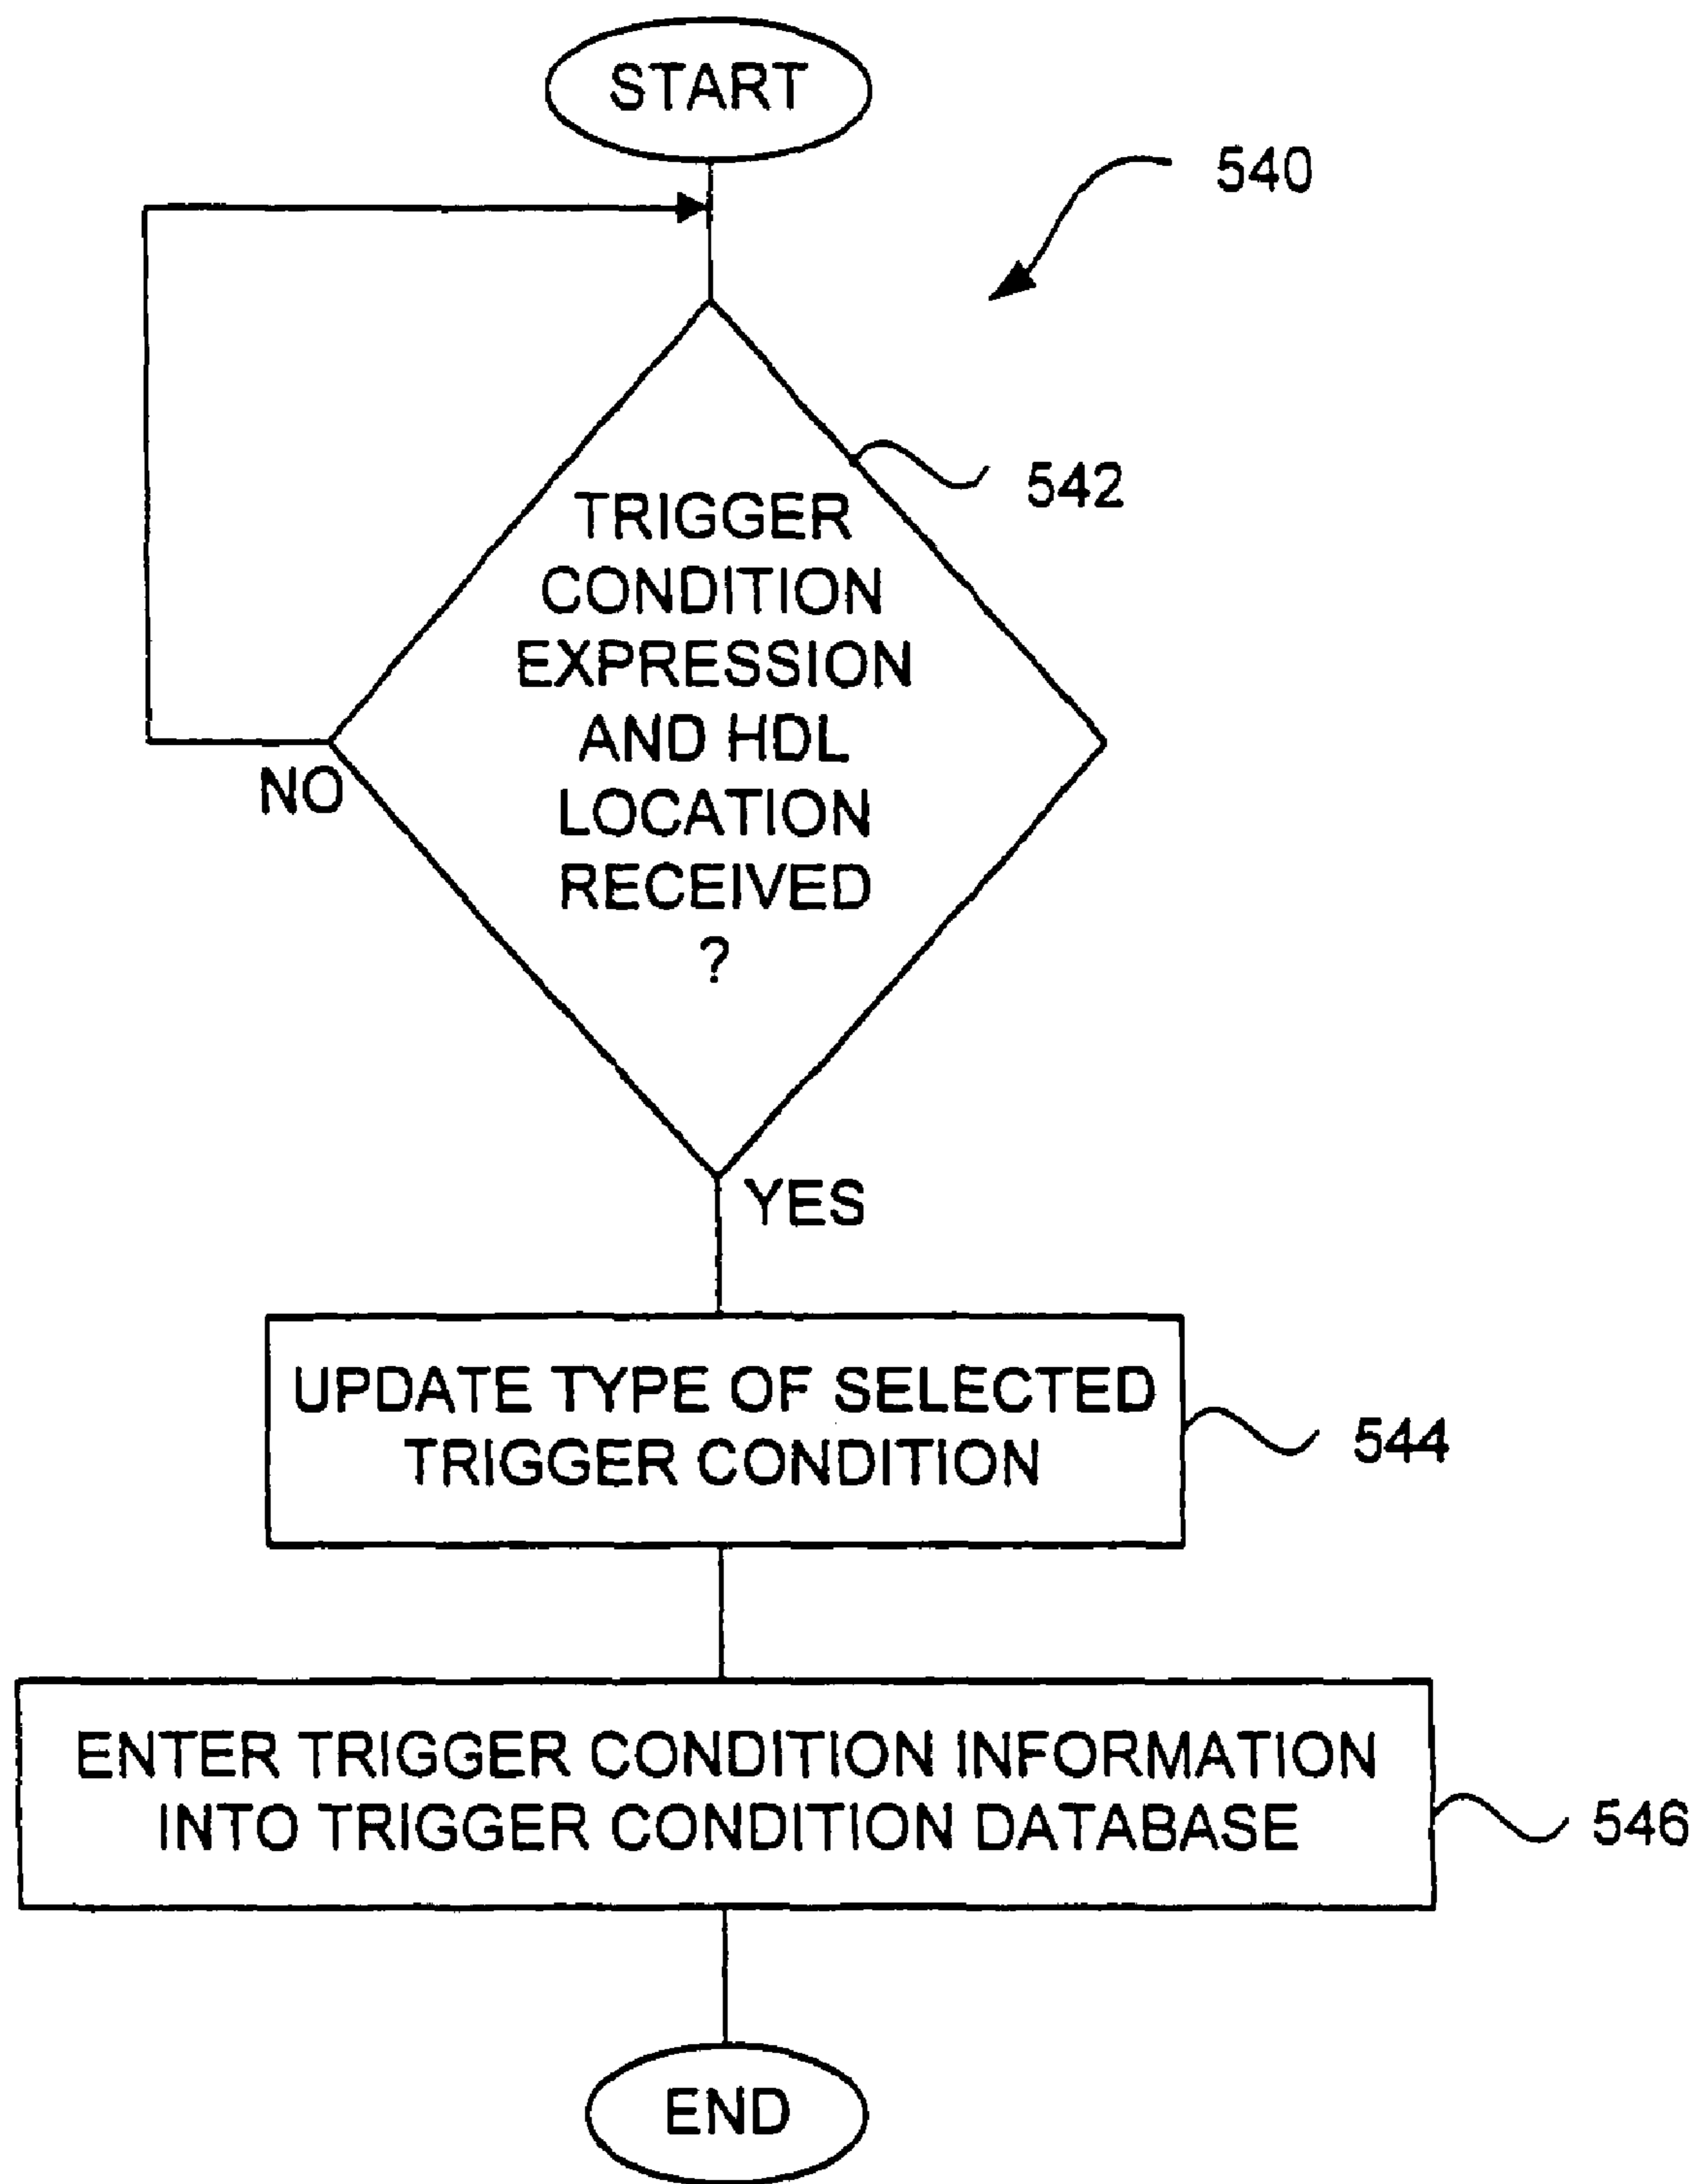 START
540
542
TRIGGER
CONDITION
EXPRESSION
AND HDL
LOCATION
RECEIVED
?
NO
YES
UPDATE TYPE OF SELECTED
TRIGGER CONDITION
544
ENTER TRIGGER CONDITION INFORMATION
INTO TRIGGER CONDITION DATABASE
546
END